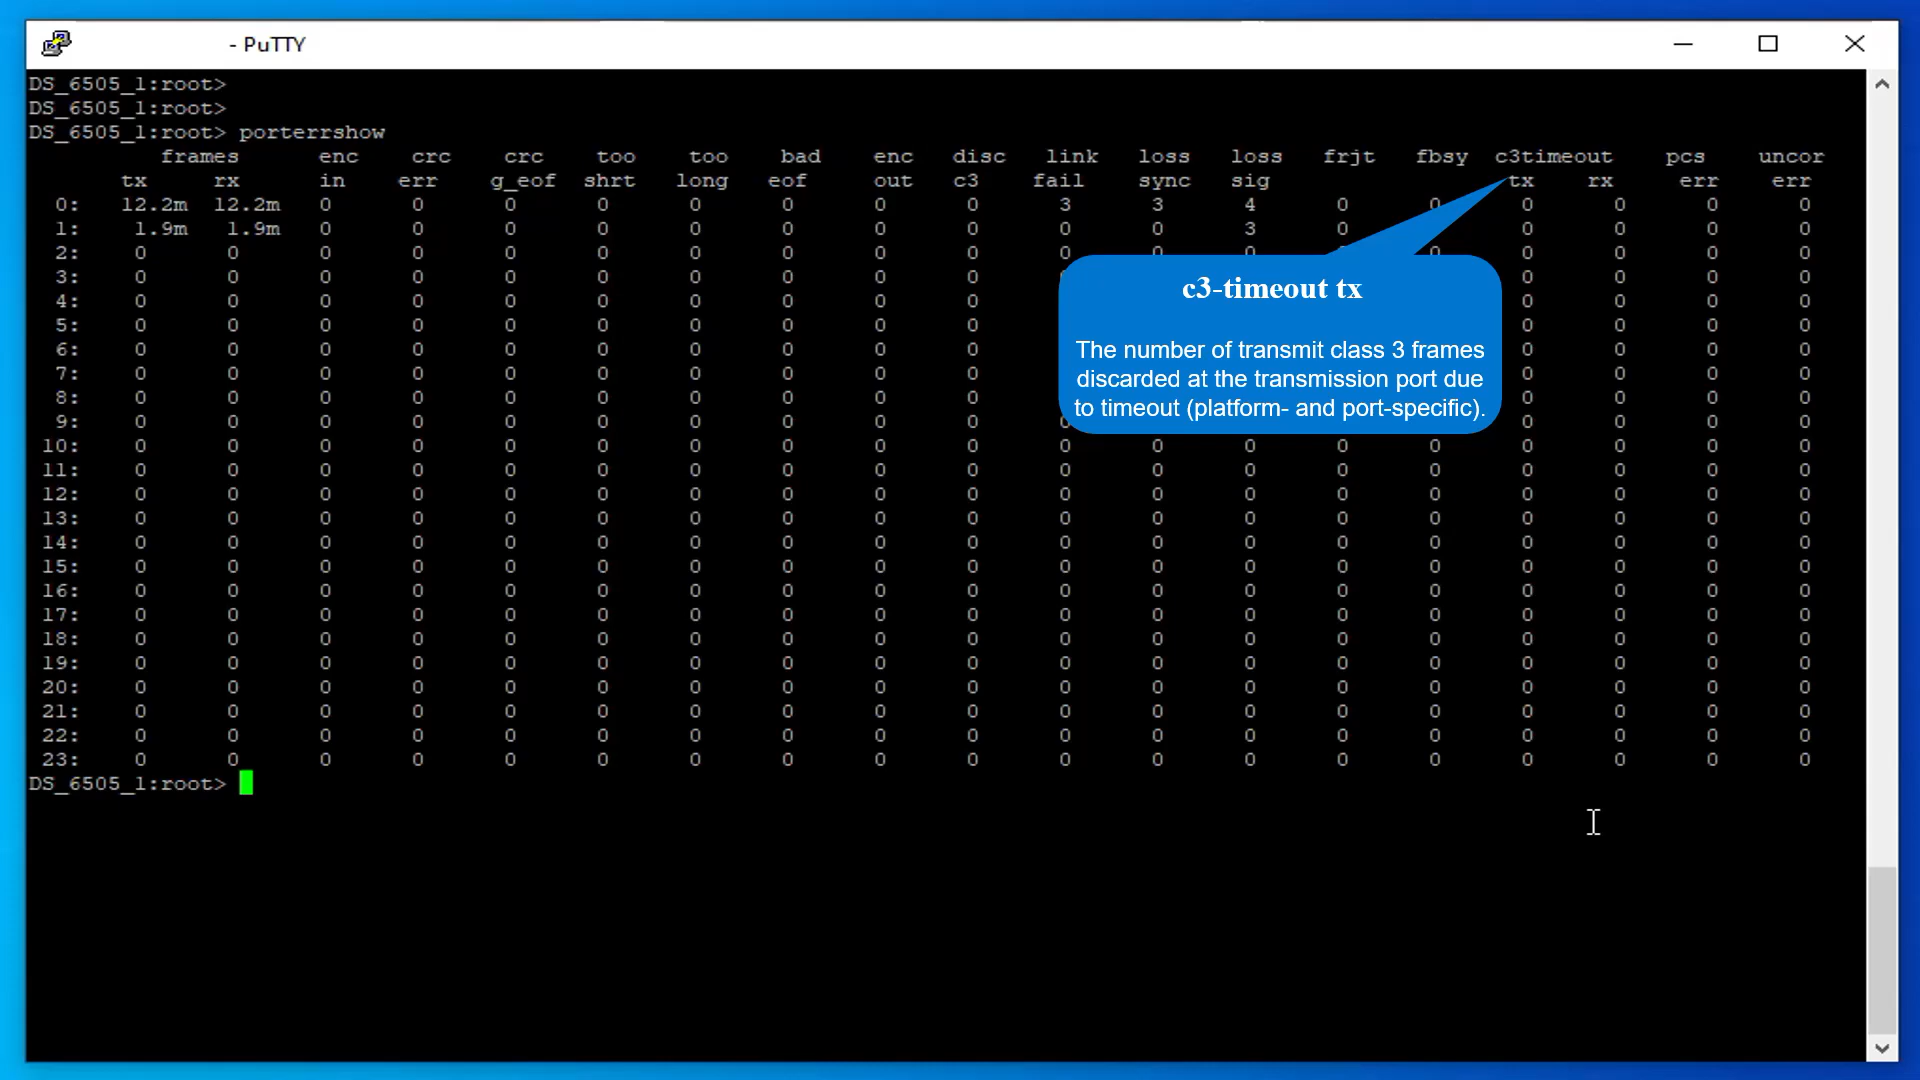 - PuTTY
DS_6505_1:root>
DS_6505_1:root>
DS_6505_1:root> porterrshow
frames enc crc crc too too bad enc disc link loss loss frjt fbsy c3timeout pcs uncor
tx rx in err g_eof shrt long eof out c3 fail sync sig tx rx err err
0: 12.2m 12.2m 0 0 0 0 0 0 0 0 3 3 4 0 0 0 0 0 0
1: 1.9m 1.9m 0 0 0 0 0 0 0 0 0 0 3 0 0 0 0 0
2: 0 0 0 0 0 0 0 0 0 0 0 0 0 0 0 0 0 0 0
3: 0 0 0 0 0 0 0 0 0 0 0 0 0 0
4: 0 0 0 0 0 0 0 0 0 0 0 0 0 0
5: 0 0 0 0 0 0 0 0 0 0 0 0 0 0
6: 0 0 0 0 0 0 0 0 0 0 0 0 0 0
7: 0 0 0 0 0 0 0 0 0 0 0 0 0 0
8: 0 0 0 0 0 0 0 0 0 0 0 0 0 0
9: 0 0 0 0 0 0 0 0 0 0 0 0 0 0
c3-timeout tx
The number of transmit class 3 frames
discarded at the transmission port due
to timeout (platform- and port-specific).
10: 0 0 0 0 0 0 0 0 0 0 0 0 0 0 0 0 0 0 0
11: 0 0 0 0 0 0 0 0 0 0 0 0 0 0 0 0 0 0 0
12: 0 0 0 0 0 0 0 0 0 0 0 0 0 0 0 0 0 0 0
13: 0 0 0 0 0 0 0 0 0 0 0 0 0 0 0 0 0 0 0
14: 0 0 0 0 0 0 0 0 0 0 0 0 0 0 0 0 0 0 0
15: 0 0 0 0 0 0 0 0 0 0 0 0 0 0 0 0 0 0 0
16: 0 0 0 0 0 0 0 0 0 0 0 0 0 0 0 0 0 0 0
17: 0 0 0 0 0 0 0 0 0 0 0 0 0 0 0 0 0 0 0
18: 0 0 0 0 0 0 0 0 0 0 0 0 0 0 0 0 0 0 0
19: 0 0 0 0 0 0 0 0 0 0 0 0 0 0 0 0 0 0 0
20: 0 0 0 0 0 0 0 0 0 0 0 0 0 0 0 0 0 0 0
21: 0 0 0 0 0 0 0 0 0 0 0 0 0 0 0 0 0 0 0
22: 0 0 0 0 0 0 0 0 0 0 0 0 0 0 0 0 0 0 0
23: 0 0 0 0 0 0 0 0 0 0 0 0 0 0 0 0 0 0 0
DS_6505_1:root>